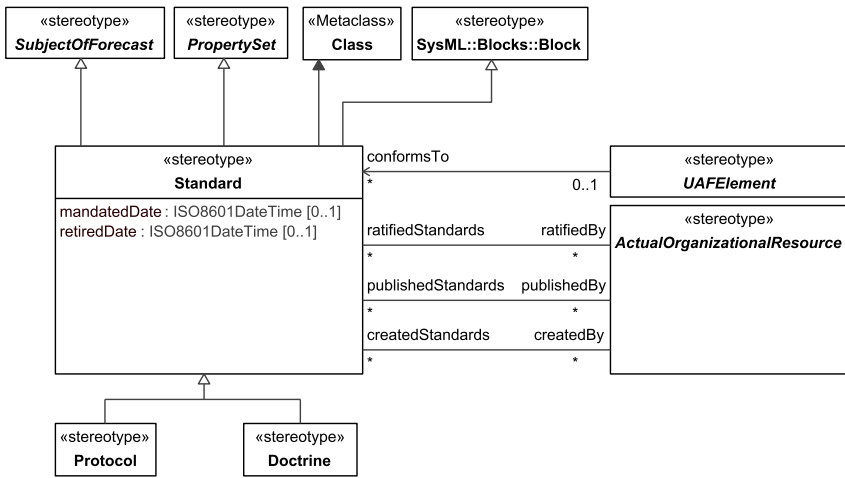 «stereotype»
SubjectOfForecast
«stereotype»
PropertySet
«Metaclass»
Class
«stereotype»
SysML::Blocks::Block
«stereotype»
Standard
mandatedDate : ISO8601DateTime [0..1]
retiredDate : ISO8601DateTime [0..1]
conformsTo
*
0..1
«stereotype»
UAFElement
ratifiedStandards
ratifiedBy
*
*
publishedStandards
publishedBy
*
*
createdStandards
createdBy
*
*
«stereotype»
ActualOrganizationalResource
«stereotype»
Protocol
«stereotype»
Doctrine